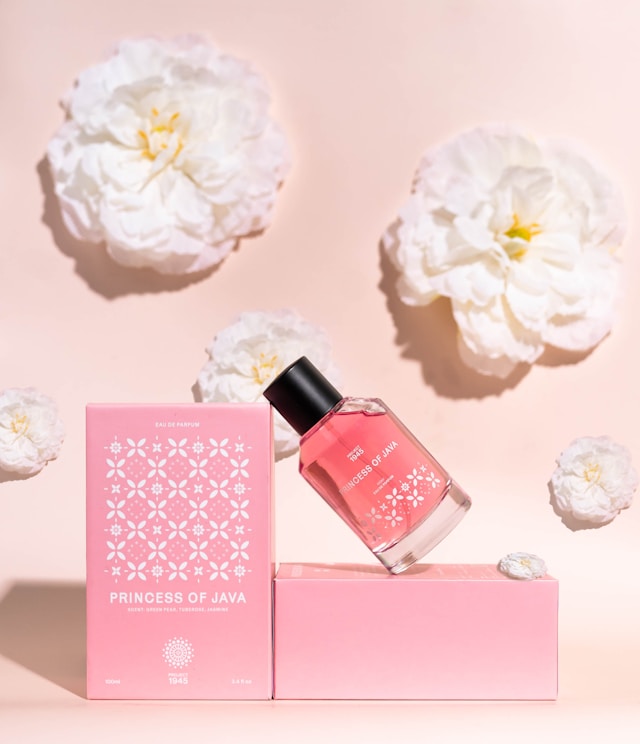 EAU DE PARFUM
PRINCESS OF JAVA
SCENT: GREEN PEAR, TUBEROSE, JASMINE
PROJECT
1945
100ml
3.4 fl oz
PROJECT
1945
PRINCESS OF JAVA